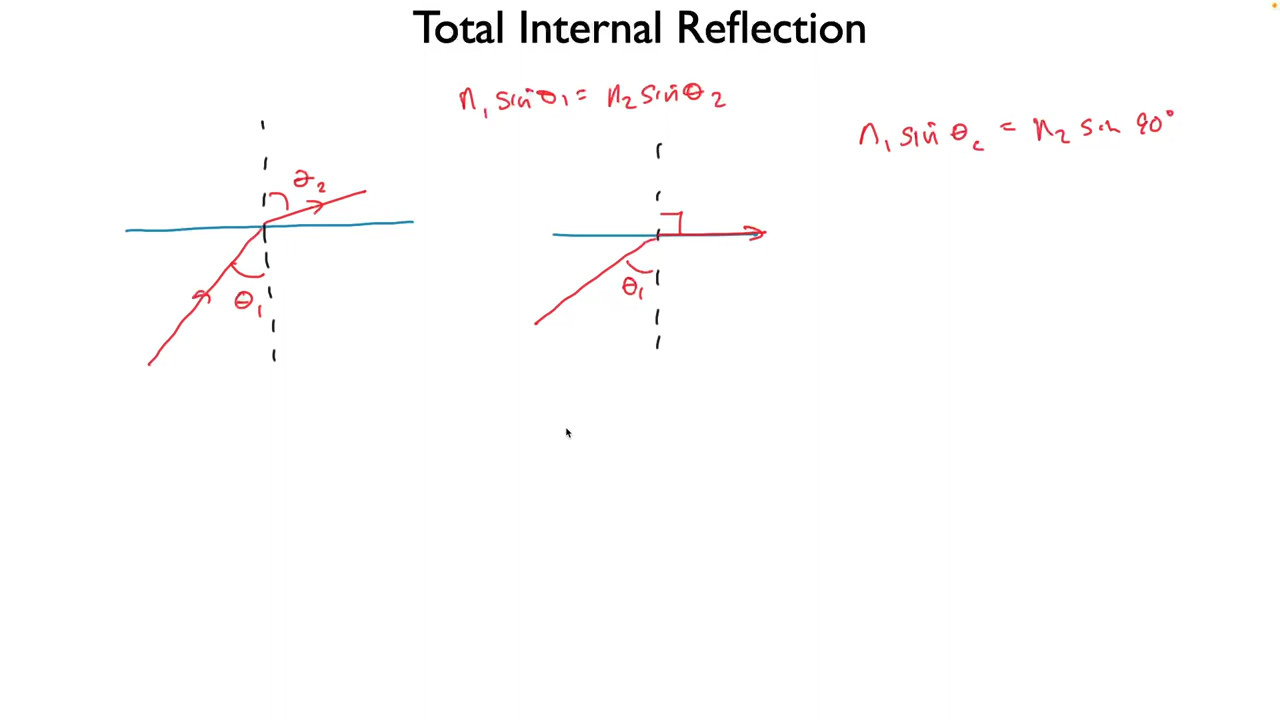 Total Internal Reflection
n₁ sin θ₁ = n₂ sin θ₂
n₁ sin θc = n₂ sin 90°
θ₂
θ₁
θ₁